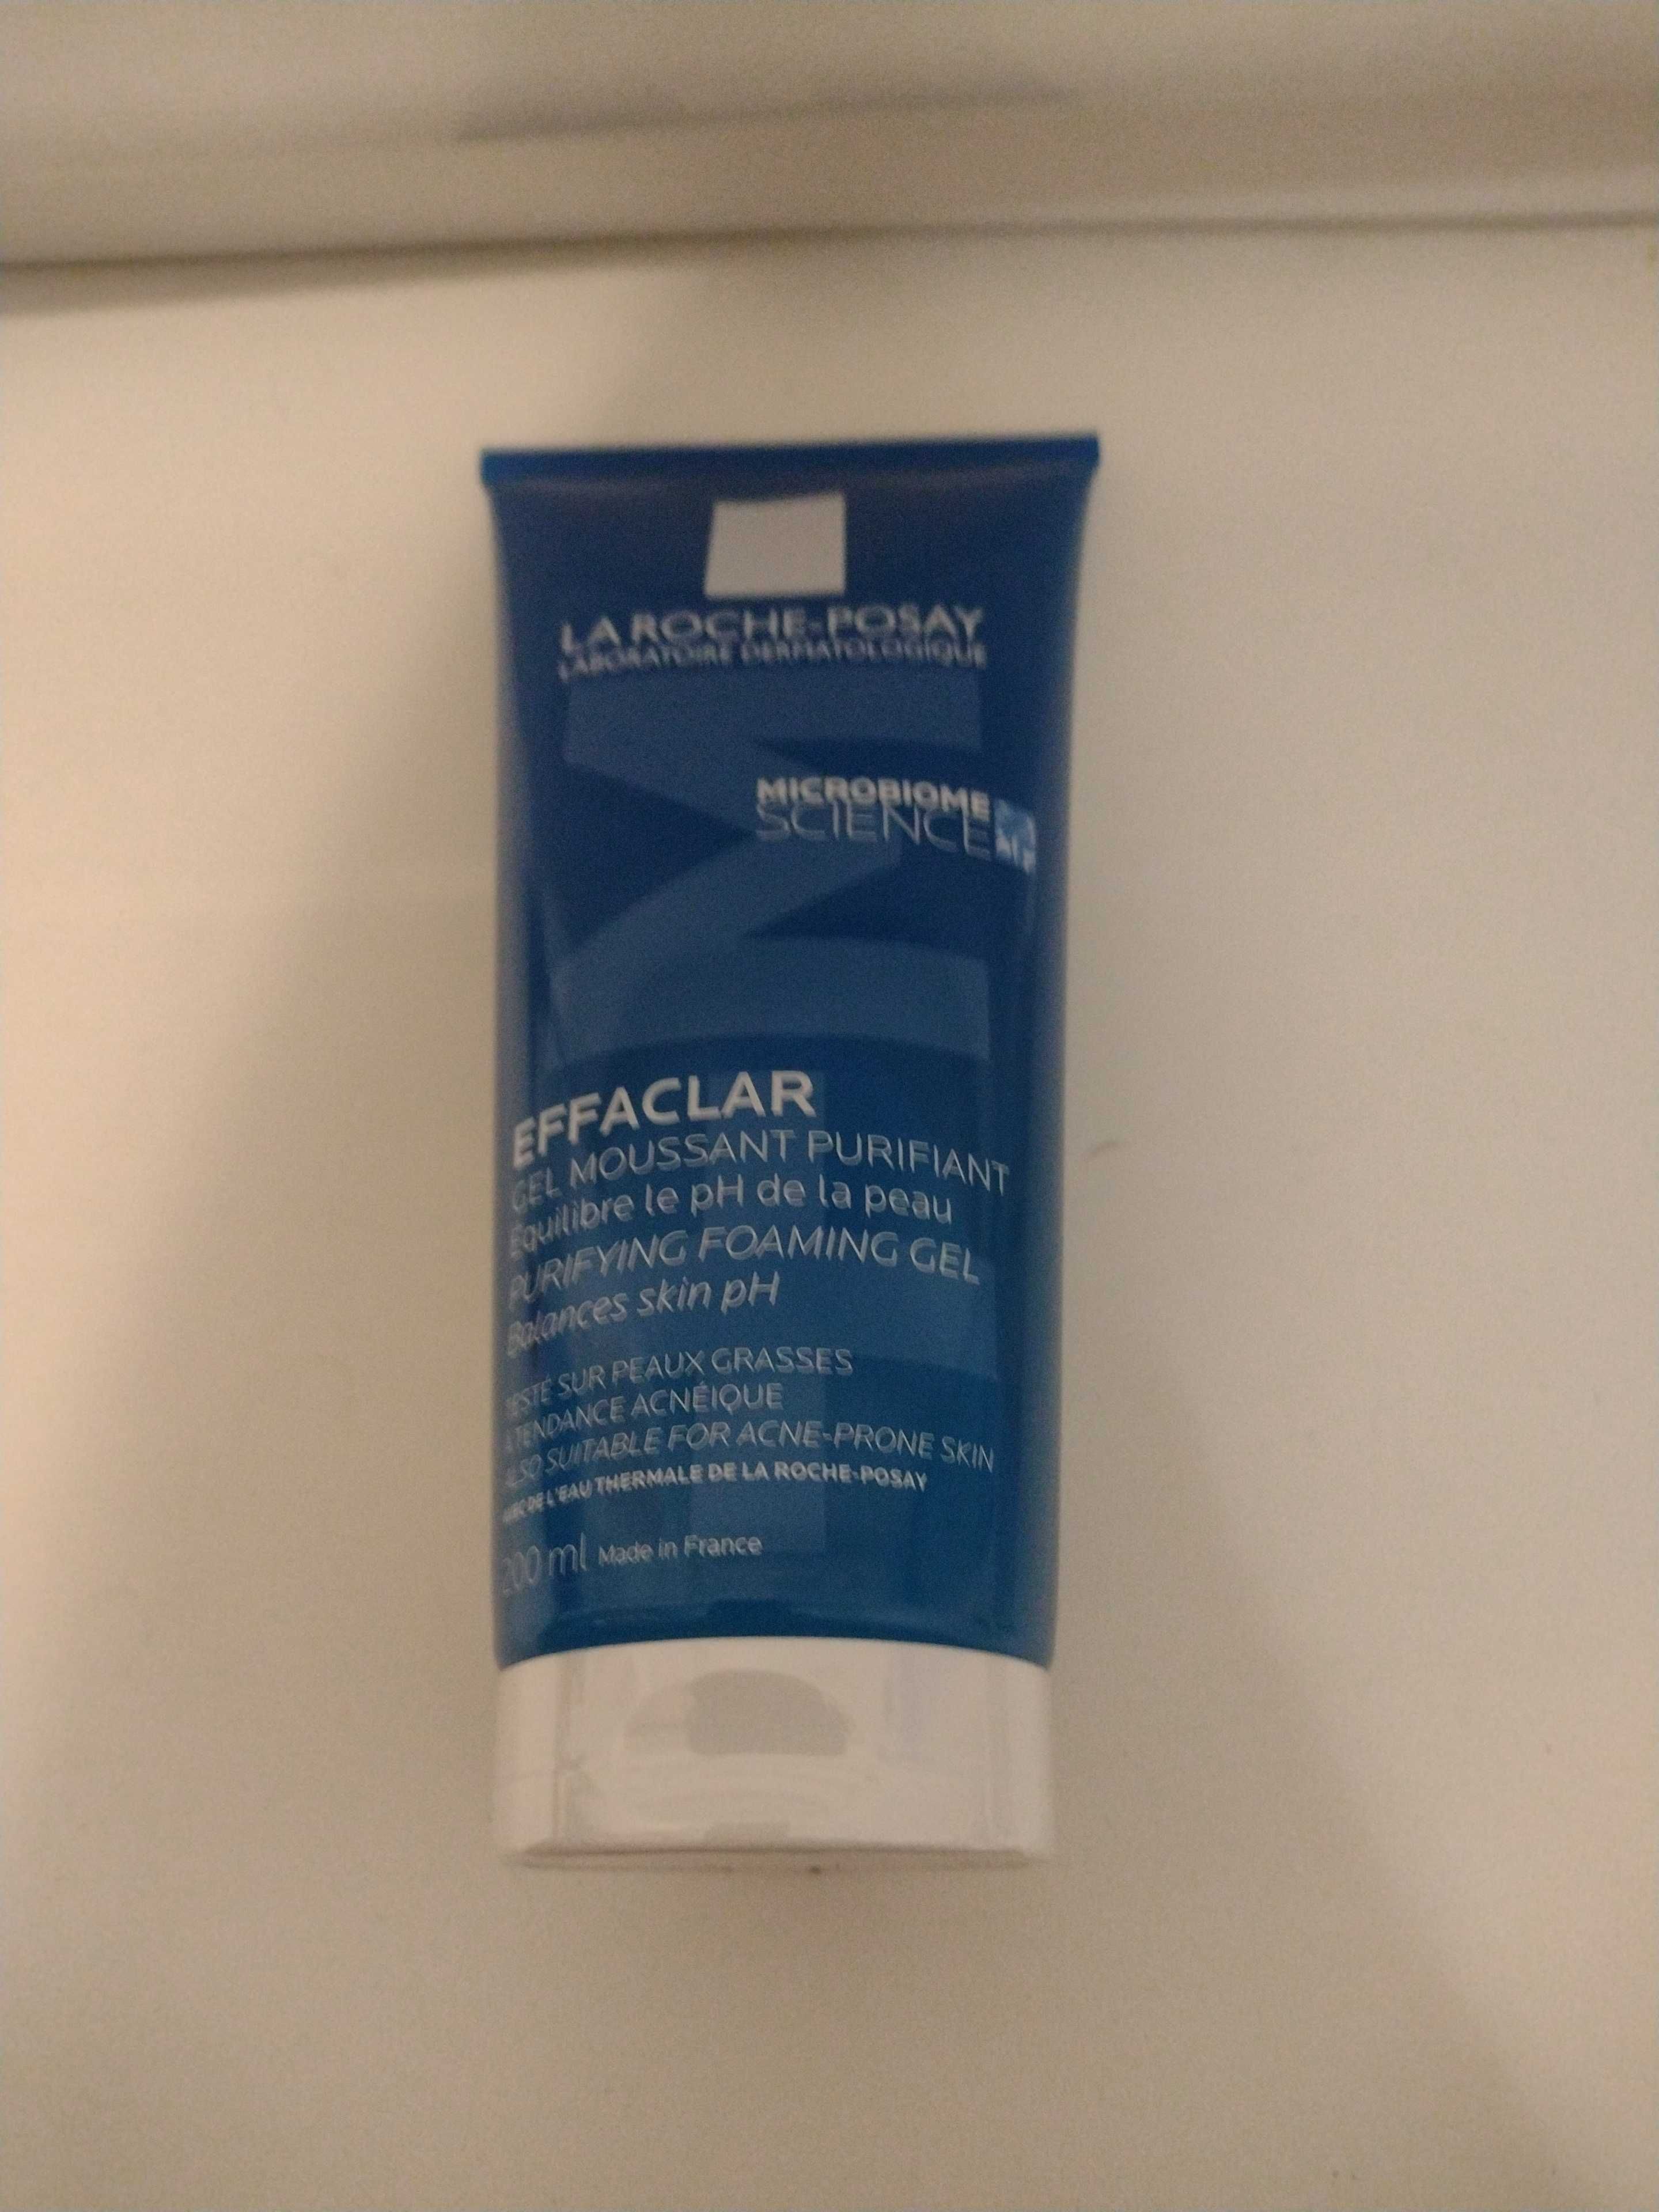 LA ROCHE-POSAY
LABORATOIRE DERMATOLOGIQUE
MICROBIOME
SCIENCE
EFFACLAR
GEL MOUSSANT PURIFIANT
Équilibre le pH de la peau
PURIFYING FOAMING GEL
Balances skin pH
TESTÉ SUR PEAUX GRASSES
À TENDANCE ACNÉIQUE
ALSO SUITABLE FOR ACNE-PRONE SKIN
AVEC DE L'EAU THERMALE DE LA ROCHE-POSAY
200 ml Made in France